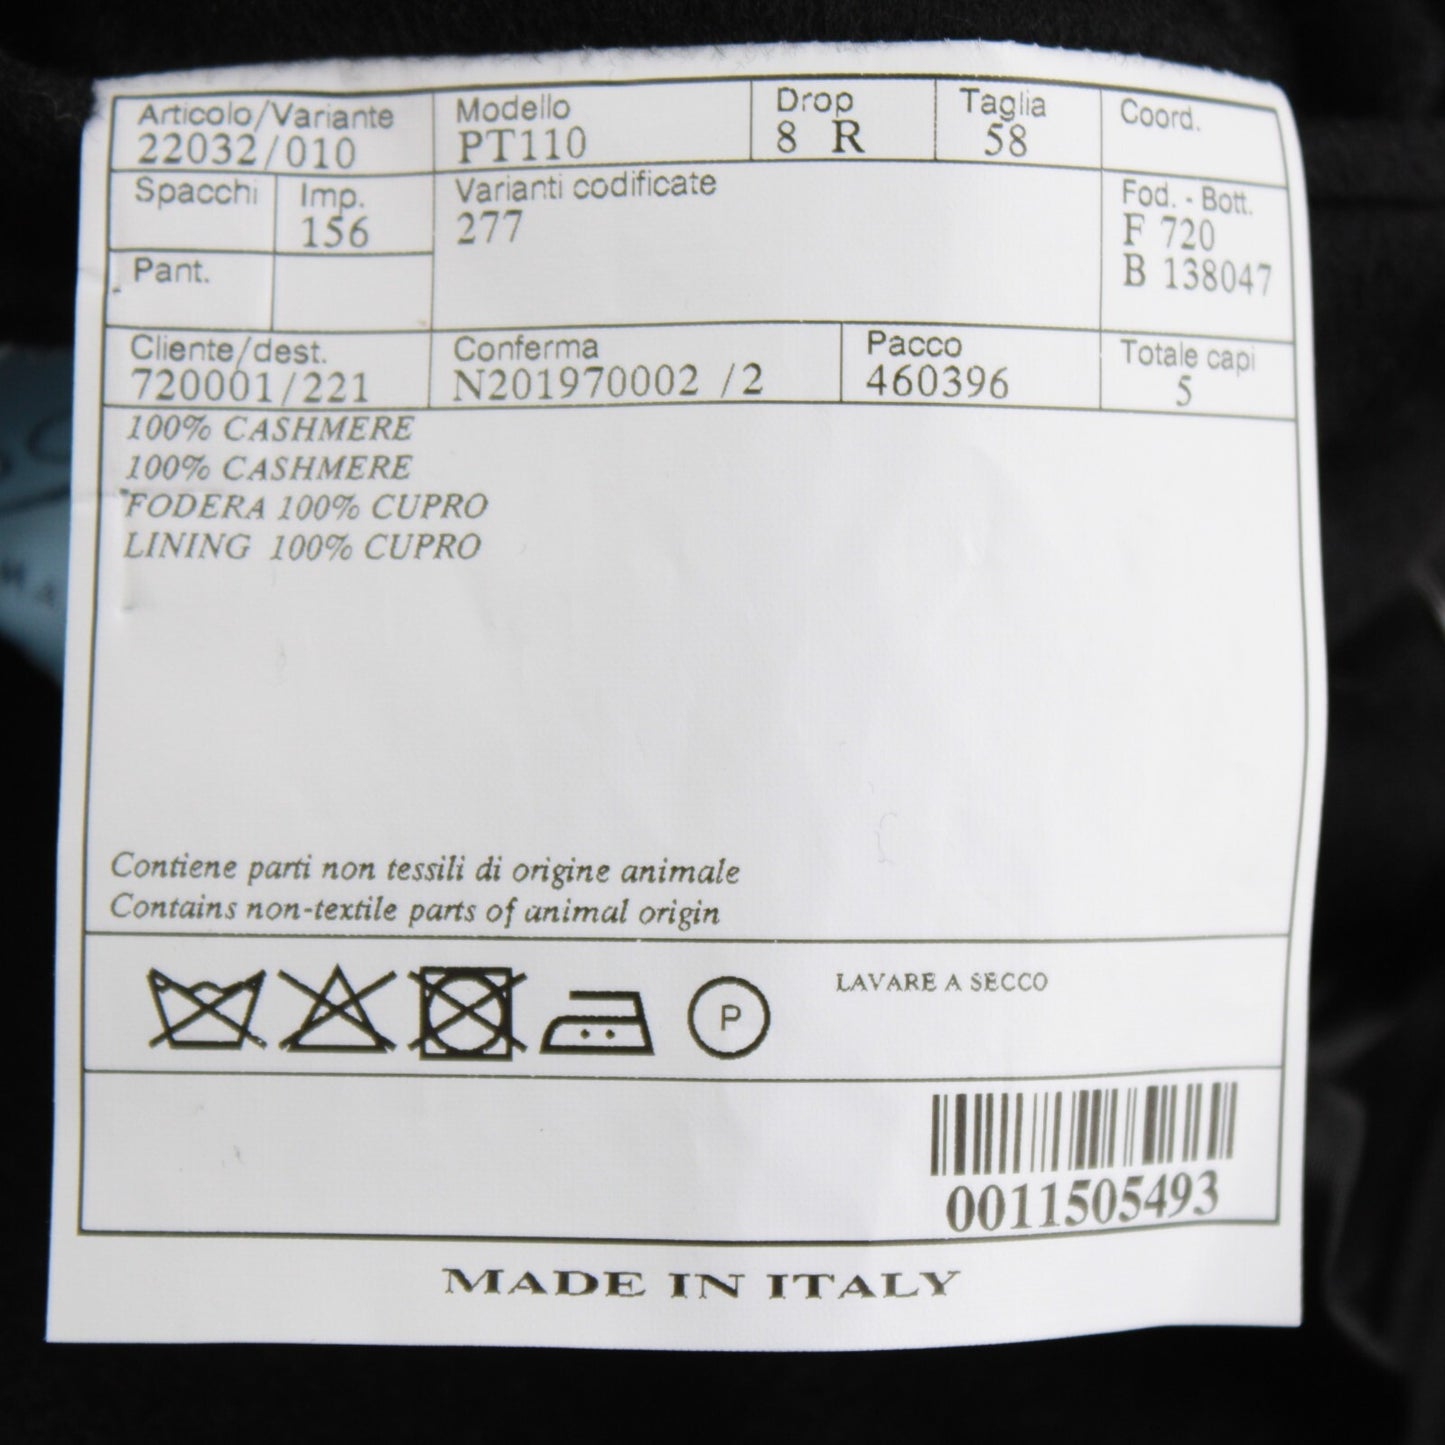 Articolo/Variante Modello Drop Taglia Coord.
22032/010 PT110 8 R 58
Spacchi Imp. Varianti codificate Fod. - Bott.
156 277 F 720
Pant. B 138047
Cliente/dest. Conferma Pacco Totale capi
720001/221 N201970002 /2 460396 5
100% CASHMERE
100% CASHMERE
FODERA 100% CUPRO
LINING 100% CUPRO
Contiene parti non tessili di origine animale
Contains non-textile parts of animal origin
P LAVARE A SECCO
0011505493
MADE IN ITALY